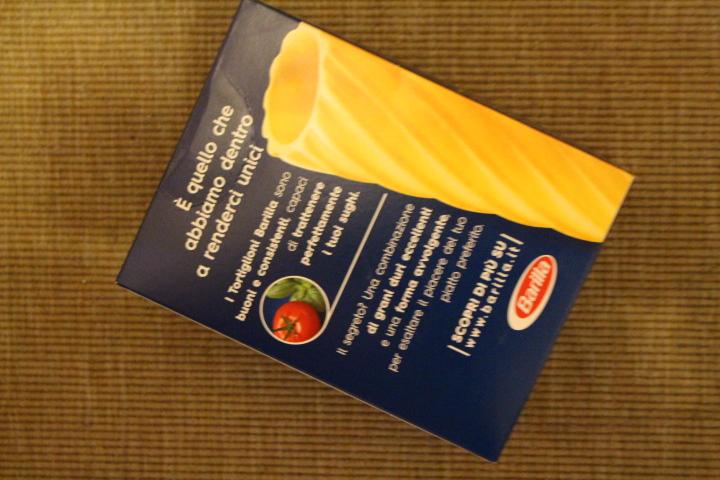 È quello che
abbiamo dentro
a renderci unici
I Tortiglioni Barilla sono
buoni e consistenti, capaci
di trattenere
perfettamente
i tuoi sughi.
Il segreto? Una combinazione
di grani duri eccellenti
e una forma avvolgente,
per esaltare il piacere del tuo
piatto preferito.
SCOPRI DI PIÙ SU
www.barilla.it
Barilla